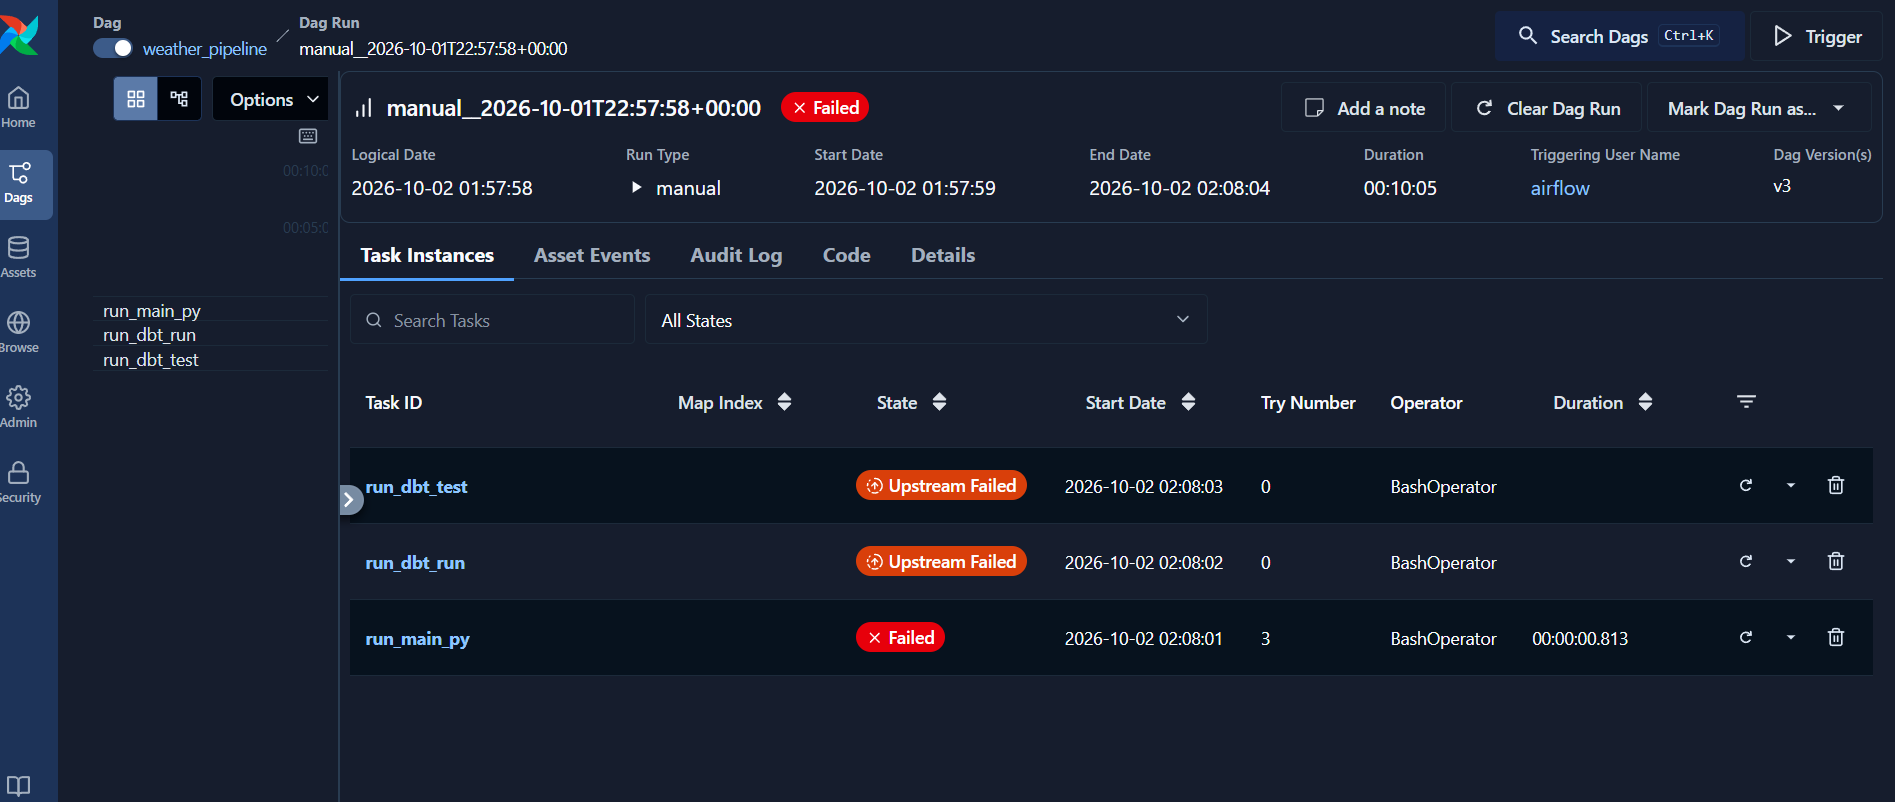 Dag
Dag Run
weather_pipeline
manual__2026-10-01T22:57:58+00:00
Search Dags
Ctrl+K
Trigger
Home
Dags
Assets
Browse
Admin
Security
Options
00:10:0
00:05:0
run_main_py
run_dbt_run
run_dbt_test
manual__2026-10-01T22:57:58+00:00
Failed
Add a note
Clear Dag Run
Mark Dag Run as...
Logical Date
Run Type
Start Date
End Date
Duration
Triggering User Name
Dag Version(s)
2026-10-02 01:57:58
manual
2026-10-02 01:57:59
2026-10-02 02:08:04
00:10:05
airflow
v3
Task Instances
Asset Events
Audit Log
Code
Details
Search Tasks
All States
Task ID
Map Index
State
Start Date
Try Number
Operator
Duration
run_dbt_test
Upstream Failed
2026-10-02 02:08:03
0
BashOperator
run_dbt_run
Upstream Failed
2026-10-02 02:08:02
0
BashOperator
run_main_py
Failed
2026-10-02 02:08:01
3
BashOperator
00:00:00.813